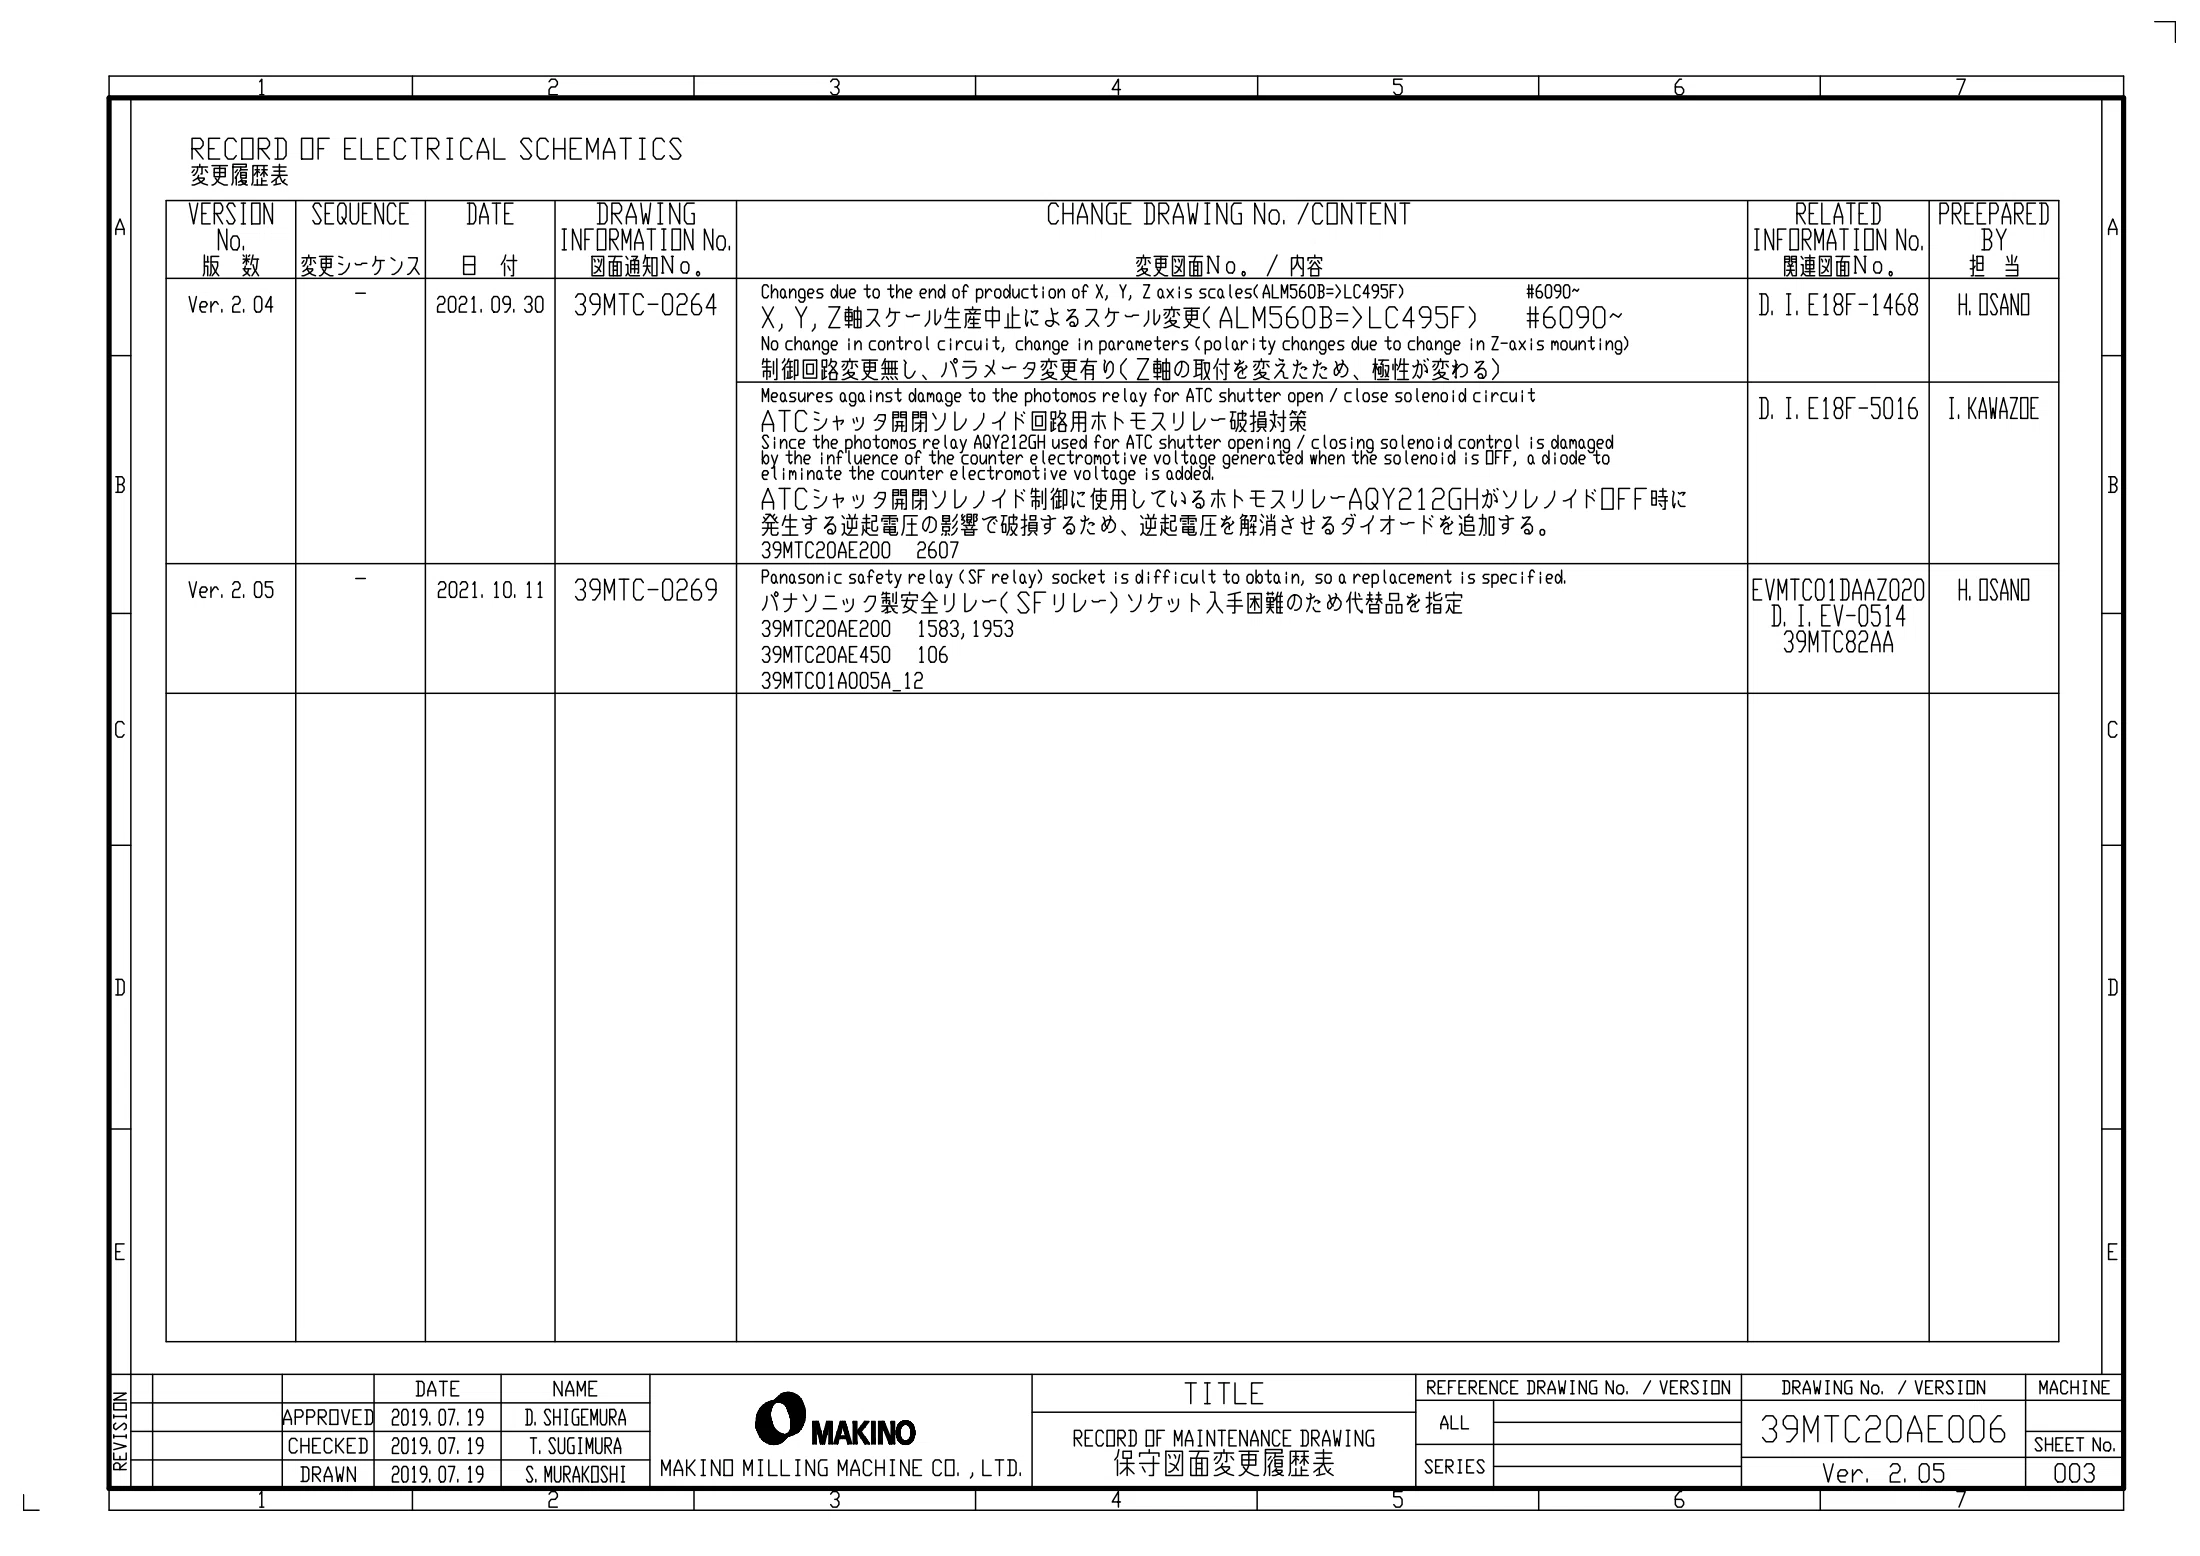 1 2 3 4 5 6 7
RECORD OF ELECTRICAL SCHEMATICS
変更履歴表
VERSION No. 版 数
SEQUENCE 変更シーケンス
DATE 日 付
DRAWING INFORMATION No. 図面通知No。
CHANGE DRAWING No. /CONTENT 変更図面No。 / 内容
RELATED INFORMATION No. 関連図面No。
PREEPARED BY 担 当
A A
Ver. 2. 04 - 2021. 09. 30 39MTC-0264
Changes due to the end of production of X, Y, Z axis scales(ALM560B=>LC495F) #6090~
X, Y, Z軸スケール生産中止によるスケール変更(ALM560B=>LC495F) #6090~
No change in control circuit, change in parameters (polarity changes due to change in Z-axis mounting)
制御回路変更無し、パラメータ変更有り(Z軸の取付を変えたため、極性が変わる)
D. I. E18F-1468 H. OSANO
Measures against damage to the photomos relay for ATC shutter open / close solenoid circuit
ATCシャッタ開閉ソレノイド回路用ホトモスリレー破損対策
Since the photomos relay AQY212GH used for ATC shutter opening / closing solenoid control is damaged
by the influence of the counter electromotive voltage generated when the solenoid is OFF, a diode to
eliminate the counter electromotive voltage is added.
ATCシャッタ開閉ソレノイド制御に使用しているホトモスリレーAQY212GHがソレノイドOFF時に
発生する逆起電圧の影響で破損するため、逆起電圧を解消させるダイオードを追加する。
39MTC20AE200 2607
D. I. E18F-5016 I. KAWAZOE
B B
Ver. 2. 05 - 2021. 10. 11 39MTC-0269
Panasonic safety relay (SF relay) socket is difficult to obtain, so a replacement is specified.
パナソニック製安全リレー(SFリレー)ソケット入手困難のため代替品を指定
39MTC20AE200 1583, 1953
39MTC20AE450 106
39MTC01A005A_12
EVMTC01DAAZ020
D. I. EV-0514
39MTC82AA
H. OSANO
C C
D D
E E
REVISION
DATE NAME
APPROVED 2019. 07. 19 D. SHIGEMURA
CHECKED 2019. 07. 19 T. SUGIMURA
DRAWN 2019. 07. 19 S. MURAKOSHI
MAKINO
MAKINO MILLING MACHINE CO. , LTD.
TITLE
RECORD OF MAINTENANCE DRAWING
保守図面変更履歴表
REFERENCE DRAWING No. / VERSION
ALL
SERIES
DRAWING No. / VERSION
39MTC20AE006
Ver. 2. 05
MACHINE
SHEET No.
003
1 2 3 4 5 6 7